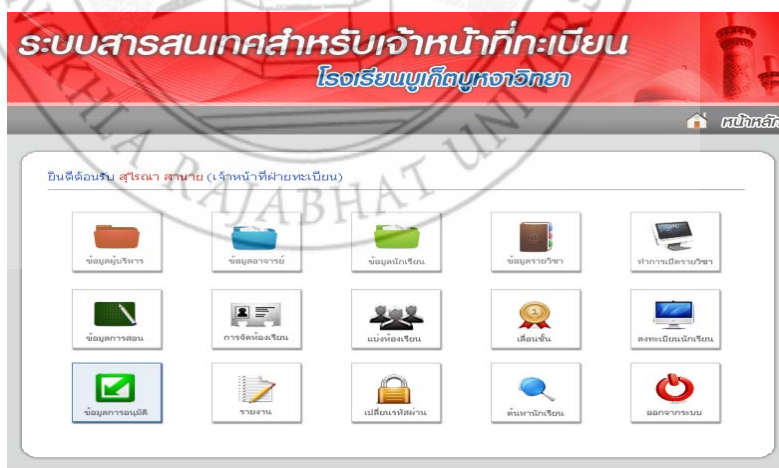 ระบบสารสนเทศสำหรับเจ้าหน้าที่ทะเบียน
โรงเรียนบูเก็ตบูหงาวิทยา
หน้าหลัก
ยินดีต้อนรับ สุไรณา สานาย (เจ้าหน้าที่ฝ่ายทะเบียน)
ข้อมูลผู้บริหาร ข้อมูลอาจารย์ ข้อมูลนักเรียน ข้อมูลรายวิชา ทำการเปิดรายวิชา
ข้อมูลการสอน การจัดห้องเรียน แบ่งห้องเรียน เลื่อนชั้น ลงทะเบียนนักเรียน
ข้อมูลการอนุมัติ รายงาน เปลี่ยนรหัสผ่าน ค้นหานักเรียน ออกจากระบบ
RAJABHAT UNIVER